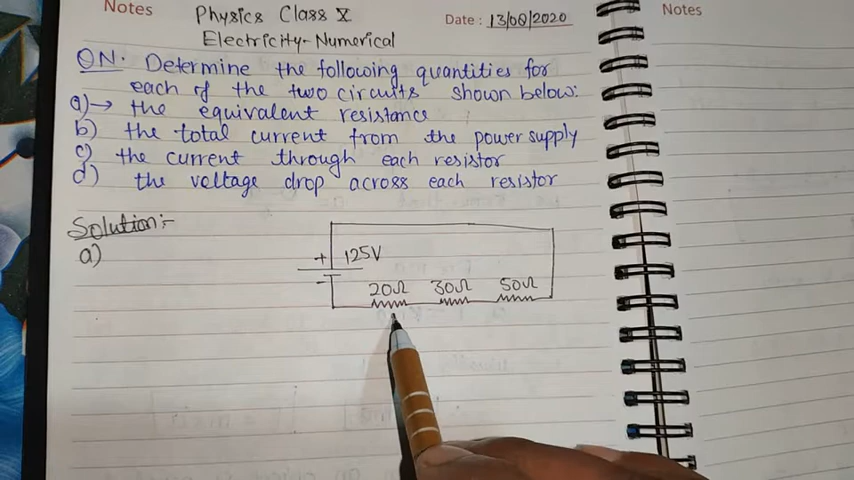 Notes
Physics Class X
Date : 13/08/2020
Notes
Electricity-Numerical
QN. Determine the following quantities for
each of the two circuits shown below:
a)→ the equivalent resistance
b) the total current from the power supply
c) the current through each resistor
d) the voltage drop across each resistor
Solution:-
a)
+ 125V
-
20Ω 30Ω 50Ω